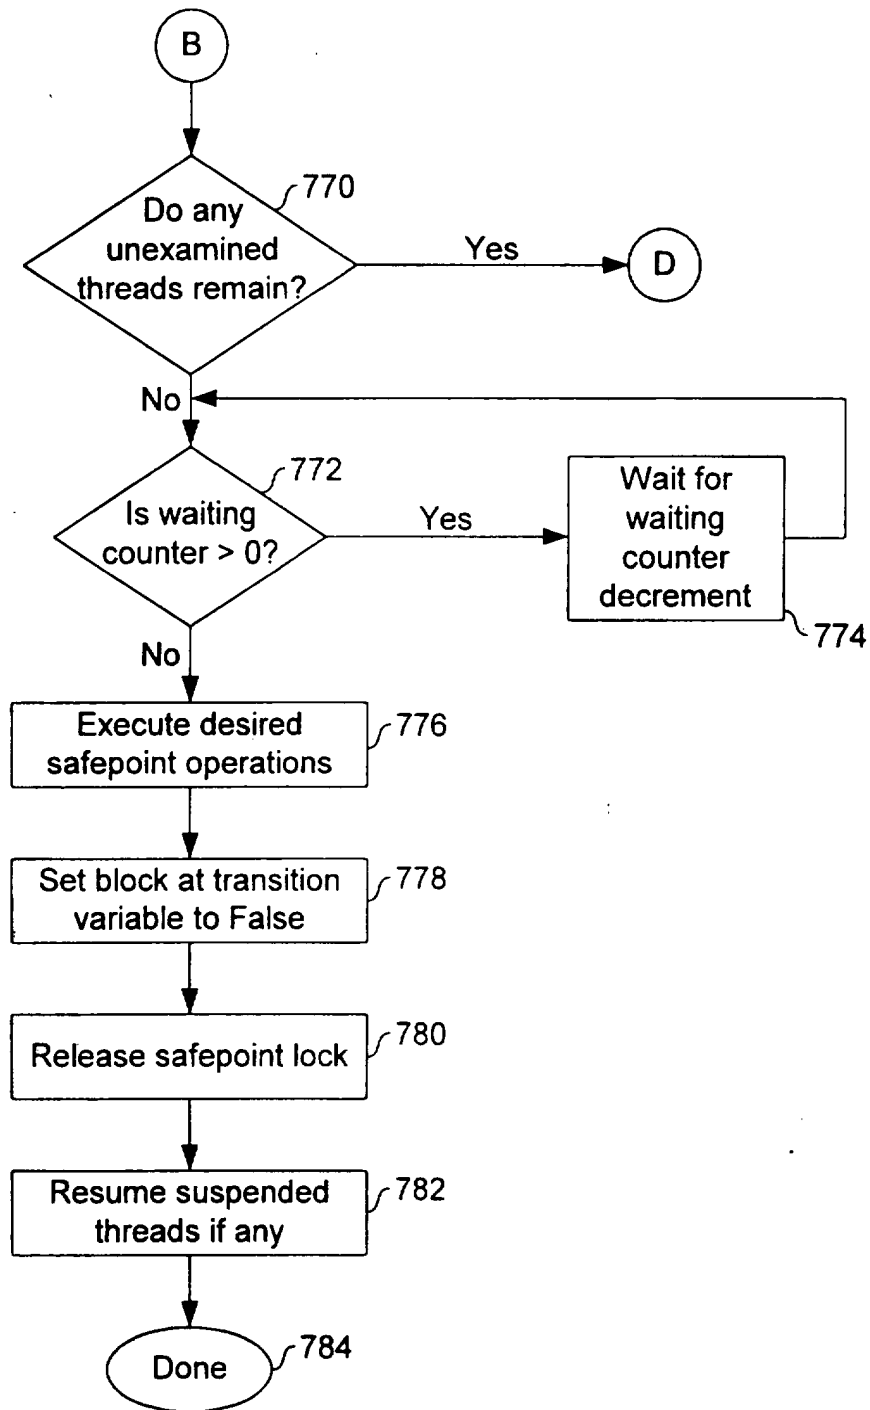 B
770
Do any
unexamined
threads remain?
Yes
D
No
772
Is waiting
counter > 0?
Yes
Wait for
waiting
counter
decrement
774
No
Execute desired
safepoint operations
776
Set block at transition
variable to False
778
Release safepoint lock
780
Resume suspended
threads if any
782
Done
784